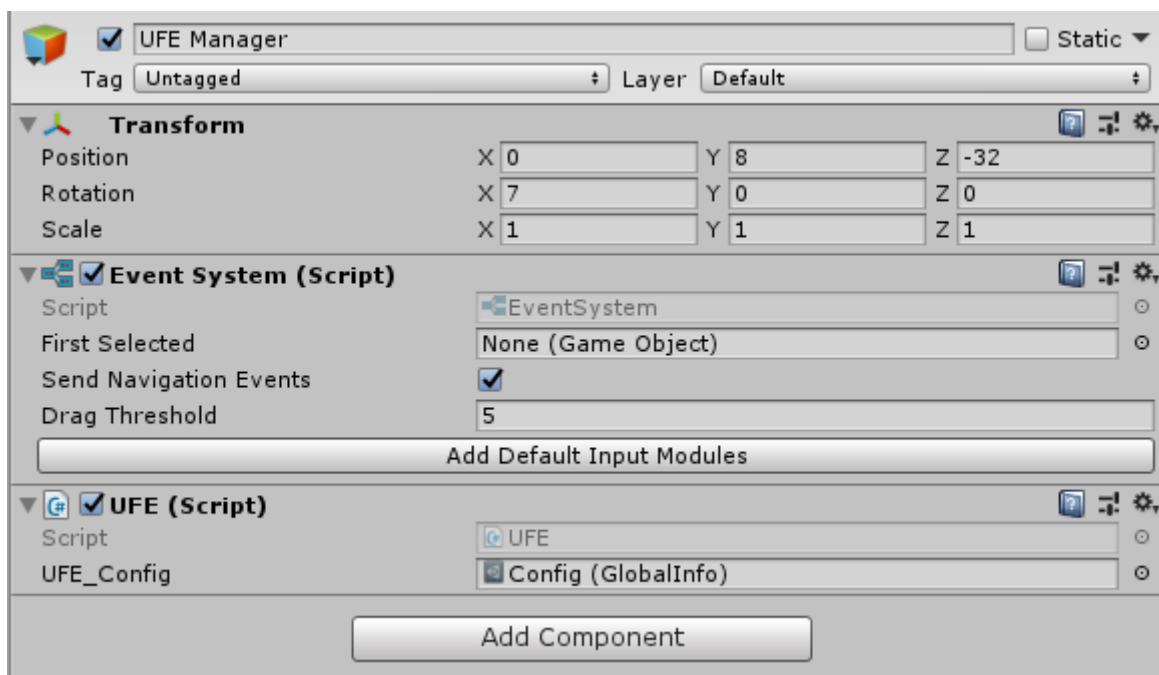 UFE Manager Static
Tag Untagged Layer Default
Transform
Position X 0 Y 8 Z -32
Rotation X 7 Y 0 Z 0
Scale X 1 Y 1 Z 1
Event System (Script)
Script EventSystem
First Selected None (Game Object)
Send Navigation Events
Drag Threshold 5
Add Default Input Modules
UFE (Script)
Script UFE
UFE_Config Config (GlobalInfo)
Add Component